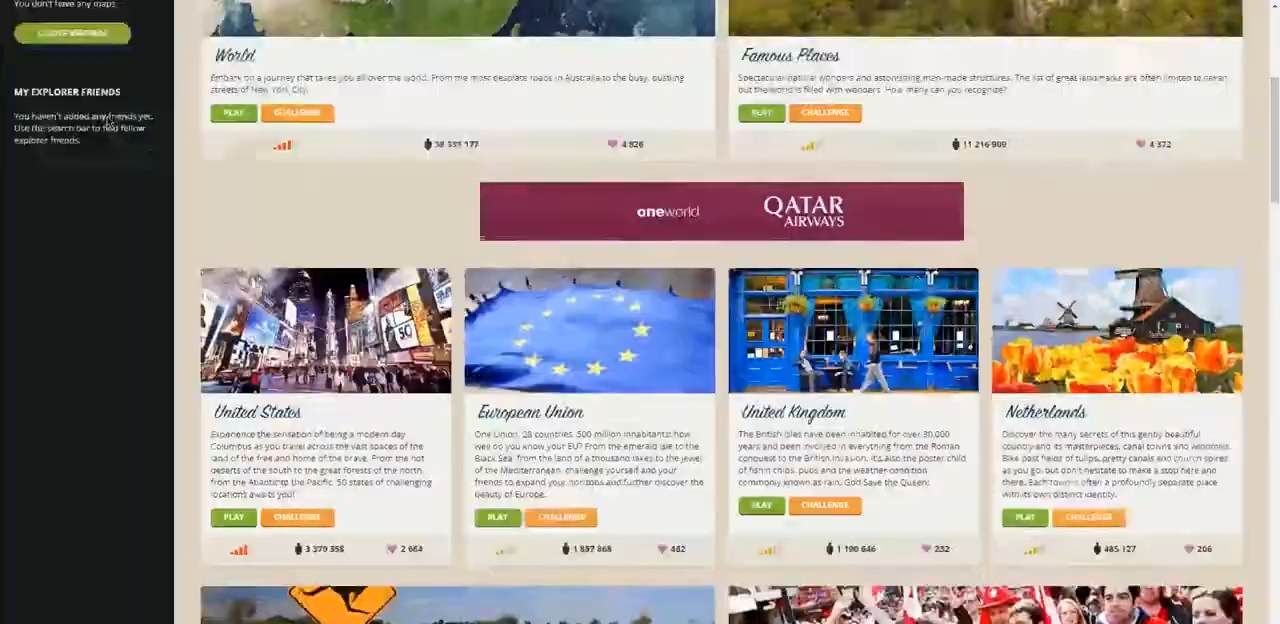 You don't have any maps.
MY EXPLORER FRIENDS
You haven't added any friends yet.
Use the search bar to find fellow
explorer friends.
World
Embark on a journey that takes you all over the world. From the most desolate roads in Australia to the busy, bustling
streets of New York City.
PLAY CHALLENGE
4 826
Famous Places
Spectacular natural wonders and astonishing man-made structures. The list of great landmarks are often limited to seven
but the world is filled with wonders. How many can you recognize?
PLAY CHALLENGE
11 216 909 4 372
oneworld QATAR
AIRWAYS
United States
Experience the sensation of being a modern day
Columbus as you travel across the vast spaces of the
land of the free and home of the brave. From the hot
deserts of the south to the great forests of the north,
from the Atlantic to the Pacific. 50 states of challenging
locations awaits you!
PLAY CHALLENGE
3 379 358 2 664
European Union
One Union, 28 countries, 500 million inhabitants: how
well do you know your EU? From the emerald isle to the
Black Sea, from the land of a thousand lakes to the jewel
of the Mediterranean, challenge yourself and your
friends to expand your horizons and further discover the
beauty of Europe.
PLAY CHALLENGE
1 857 868 462
United Kingdom
The British Isles have been inhabited for over 30,000
years and been involved in everything from the Roman
conquest to the British invasion. It's also the poster child
of fish'n chips, pubs and the weather condition
commonly known as rain. God Save the Queen!
PLAY CHALLENGE
1 190 646 232
Netherlands
Discover the many secrets of this gently beautiful
country and its masterpieces, canal towns and windmills.
Bike past fields of tulips, pretty canals and church spires
as you go, but don't hesitate to make a stop here and
there. Each town is often a profoundly separate place
with its own distinct identity.
PLAY CHALLENGE
485 127 206